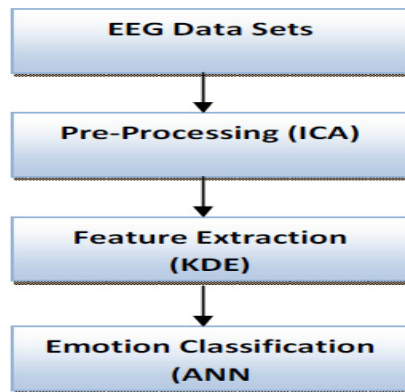 EEG Data Sets
Pre-Processing (ICA)
Feature Extraction
(KDE)
Emotion Classification
(ANN